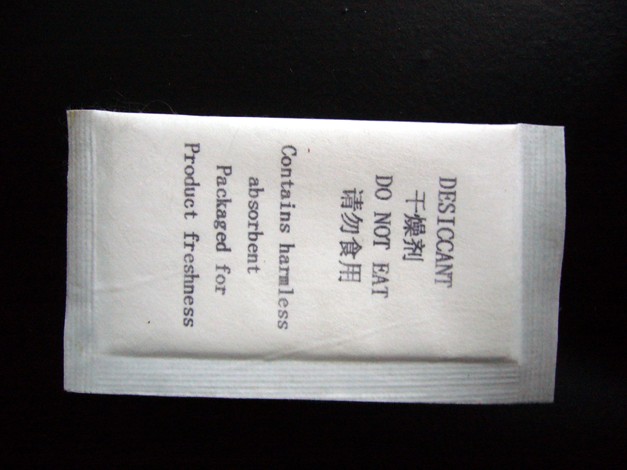 DESICCANT
干燥剂
DO NOT EAT
请勿食用
Contains harmless
absorbent
Packaged for
Product freshness